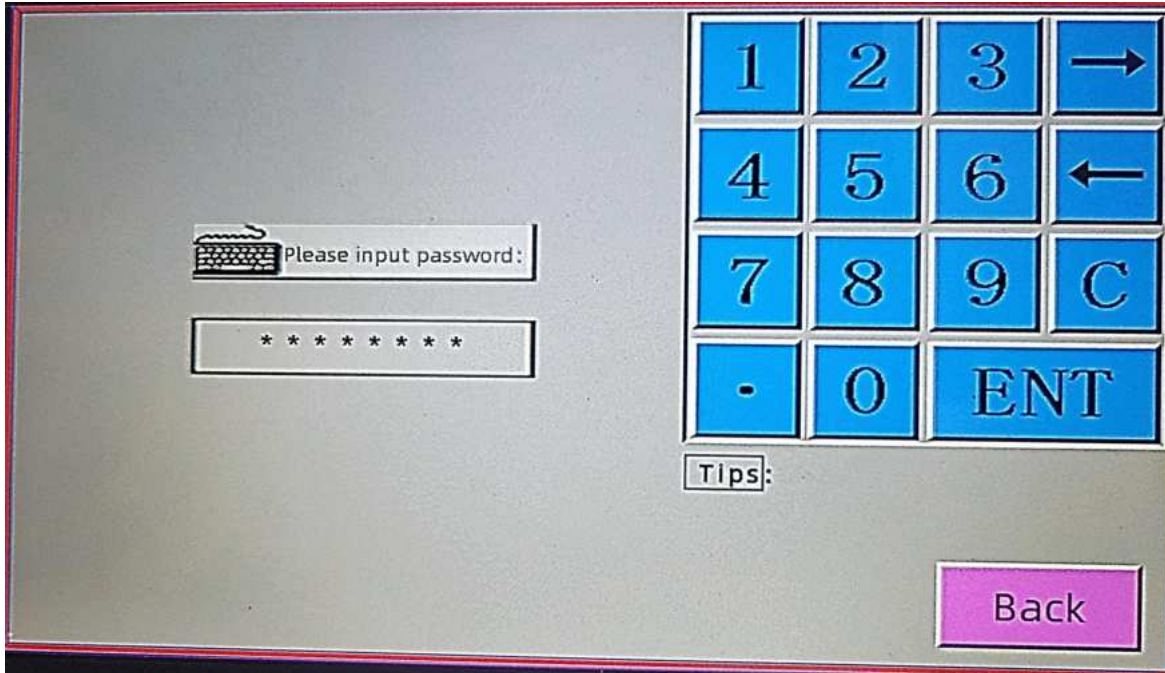 1 2 3 →
4 5 6 ←
Please input password:
7 8 9 C
* * * * * * * *
- 0 ENT
Tips:
Back